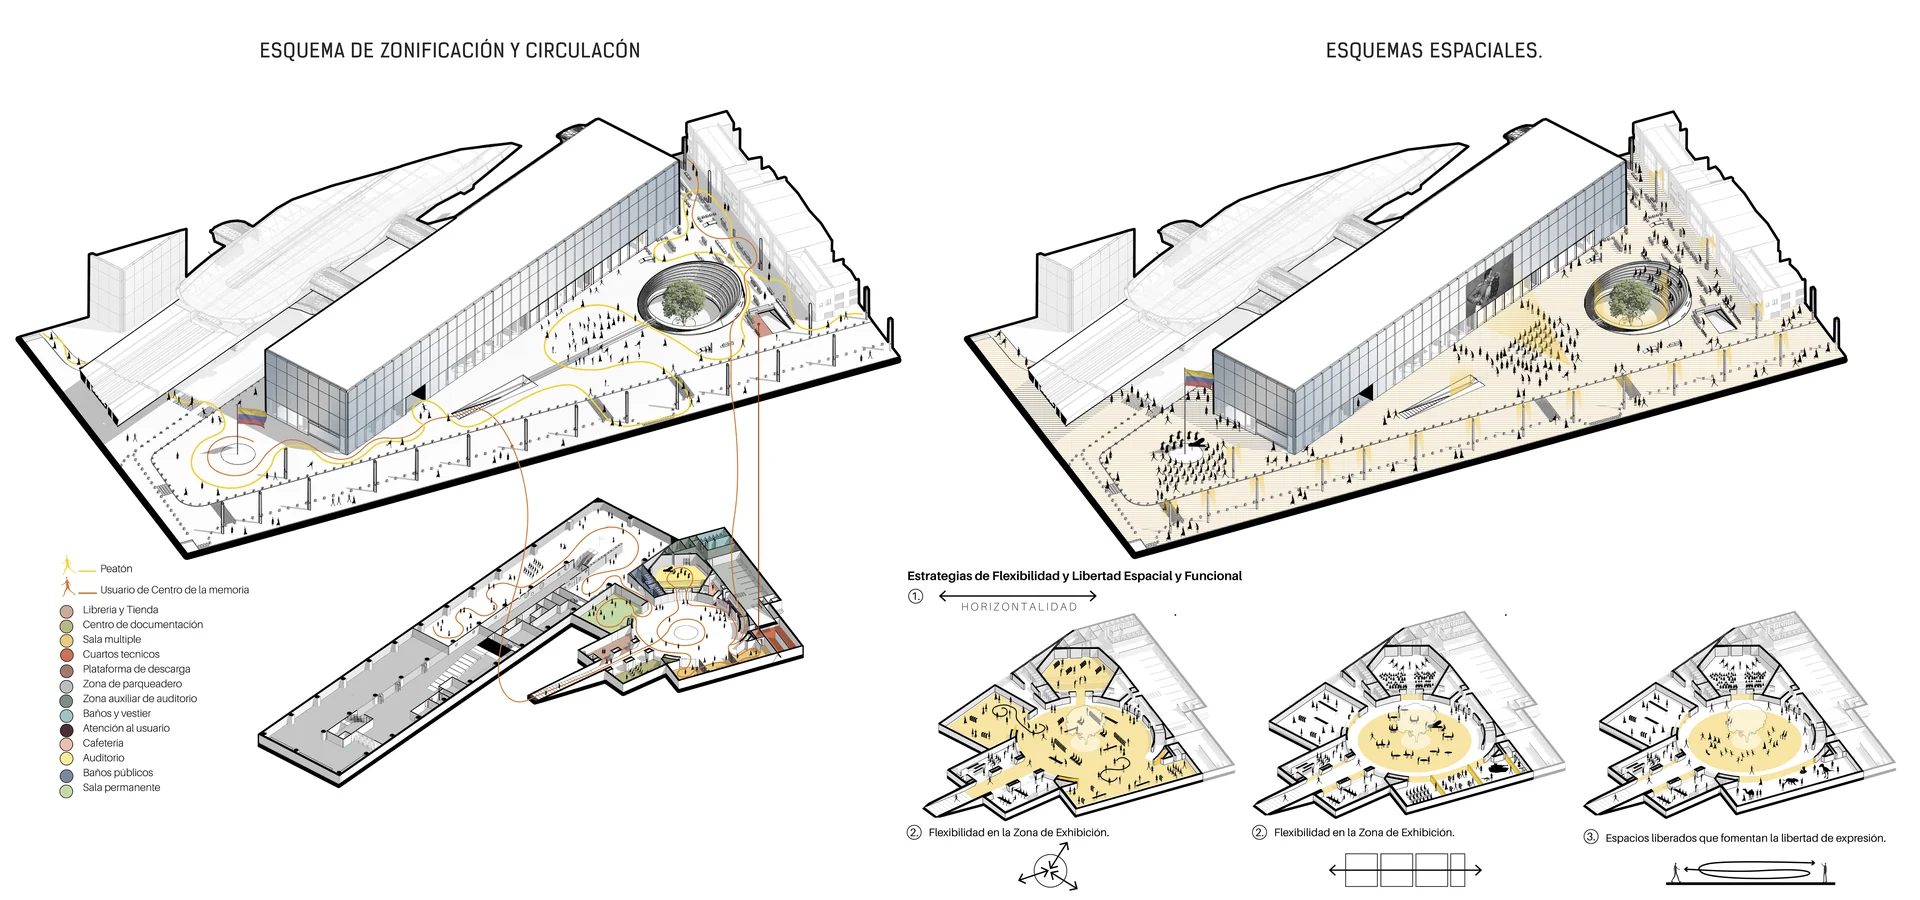 ESQUEMA DE ZONIFICACIÓN Y CIRCULACÓN
ESQUEMAS ESPACIALES.
Peatón
Usuario de Centro de la memoria
Libreria y Tienda
Centro de documentación
Sala multiple
Cuartos tecnicos
Plataforma de descarga
Zona de parqueadero
Zona auxiliar de auditorio
Baños y vestier
Atención al usuario
Cafeteria
Auditorio
Baños públicos
Sala permanente
Estrategias de Flexibilidad y Libertad Espacial y Funcional
1.
HORIZONTALIDAD
2. Flexibilidad en la Zona de Exhibición.
2. Flexibilidad en la Zona de Exhibición.
3. Espacios liberados que fomentan la libertad de expresión.